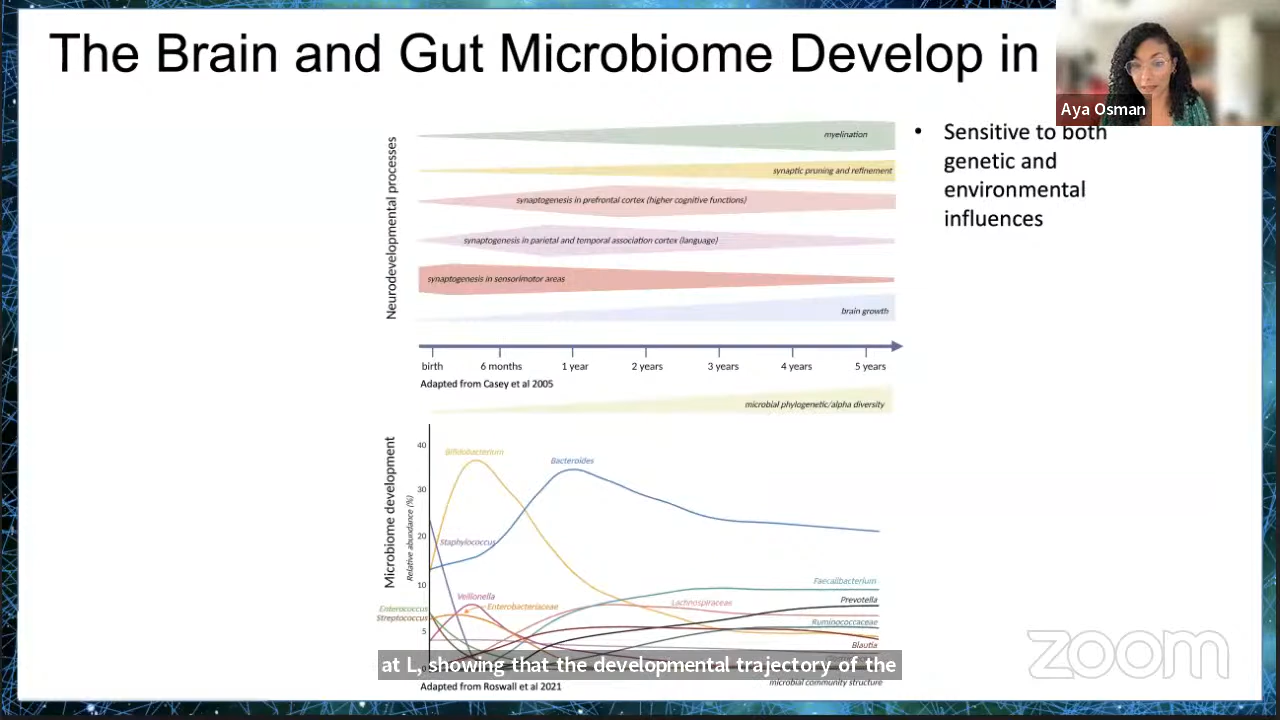 The Brain and Gut Microbiome Develop in
Aya Osman
Sensitive to both
genetic and
environmental
influences
Neurodevelopmental processes
myelination
synaptic pruning and refinement
synaptogenesis in prefrontal cortex (higher cognitive functions)
synaptogenesis in parietal and temporal association cortex (language)
synaptogenesis in sensorimotor areas
brain growth
birth 6 months 1 year 2 years 3 years 4 years 5 years
Adapted from Casey et al 2005
microbial phylogenetic/alpha diversity
Microbiome development
Relative abundance (%)
40
30
20
10
5
0
Bifidobacterium
Bacteroides
Staphylococcus
Veillonella
Enterobacteriaceae
Enterococcus
Streptococcus
Lachnospiraceae
Faecalibacterium
Prevotella
Ruminococcaceae
Blautia
at L, showing that the developmental trajectory of the
microbial community structure
Adapted from Roswall et al 2021
zoom